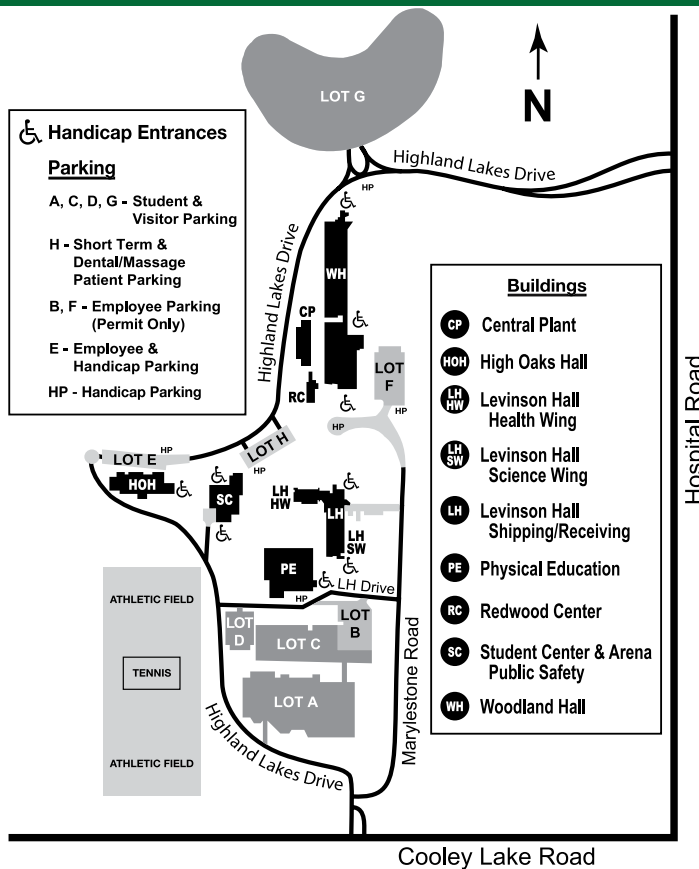 LOT G
N
Highland Lakes Drive
HP
Handicap Entrances
Parking
A, C, D, G - Student &
Visitor Parking
H - Short Term &
Dental/Massage
Patient Parking
B, F - Employee Parking
(Permit Only)
E - Employee &
Handicap Parking
HP - Handicap Parking
Highland Lakes Drive
WH
CP
RC
LOT
F
HP
HP
LOT H
HP
HP
LOT E
HOH
SC
LH
HW
LH
LH
SW
PE
LH Drive
HP
LOT
D
LOT C
LOT
B
LOT A
ATHLETIC FIELD
TENNIS
ATHLETIC FIELD
Highland Lakes Drive
Marylestone Road
Buildings
CP Central Plant
HOH High Oaks Hall
LH HW Levinson Hall
Health Wing
LH SW Levinson Hall
Science Wing
LH Levinson Hall
Shipping/Receiving
PE Physical Education
RC Redwood Center
SC Student Center & Arena
Public Safety
WH Woodland Hall
Hospital Road
Cooley Lake Road